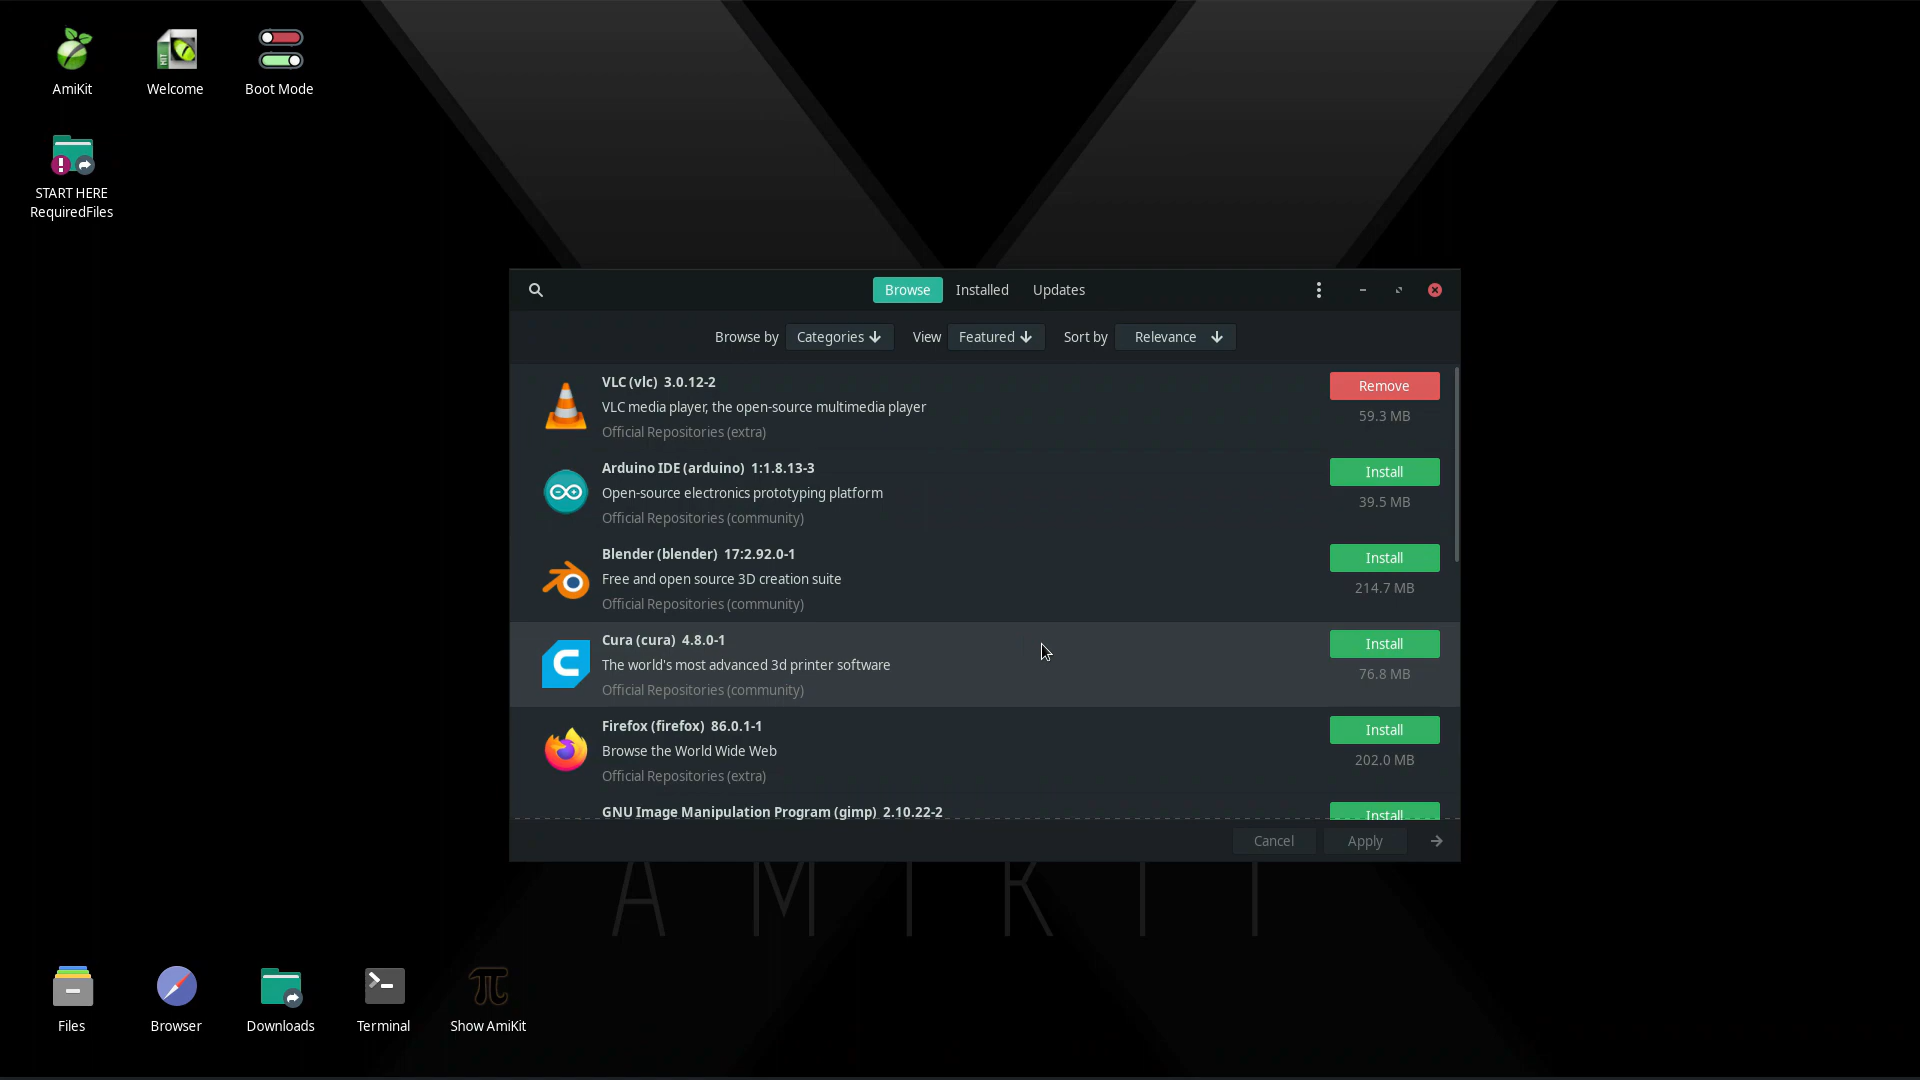 AmiKit
Welcome
Boot Mode
START HERE
RequiredFiles
Browse
Installed
Updates
Browse by
Categories
View
Featured
Sort by
Relevance
VLC (vlc) 3.0.12-2
Remove
VLC media player, the open-source multimedia player
59.3 MB
Official Repositories (extra)
Arduino IDE (arduino) 1:1.8.13-3
Install
Open-source electronics prototyping platform
39.5 MB
Official Repositories (community)
Blender (blender) 17:2.92.0-1
Install
Free and open source 3D creation suite
214.7 MB
Official Repositories (community)
Cura (cura) 4.8.0-1
Install
The world's most advanced 3d printer software
76.8 MB
Official Repositories (community)
Firefox (firefox) 86.0.1-1
Install
Browse the World Wide Web
202.0 MB
Official Repositories (extra)
GNU Image Manipulation Program (gimp) 2.10.22-2
Install
Cancel
Apply
AMIKIT
Files
Browser
Downloads
Terminal
Show AmiKit